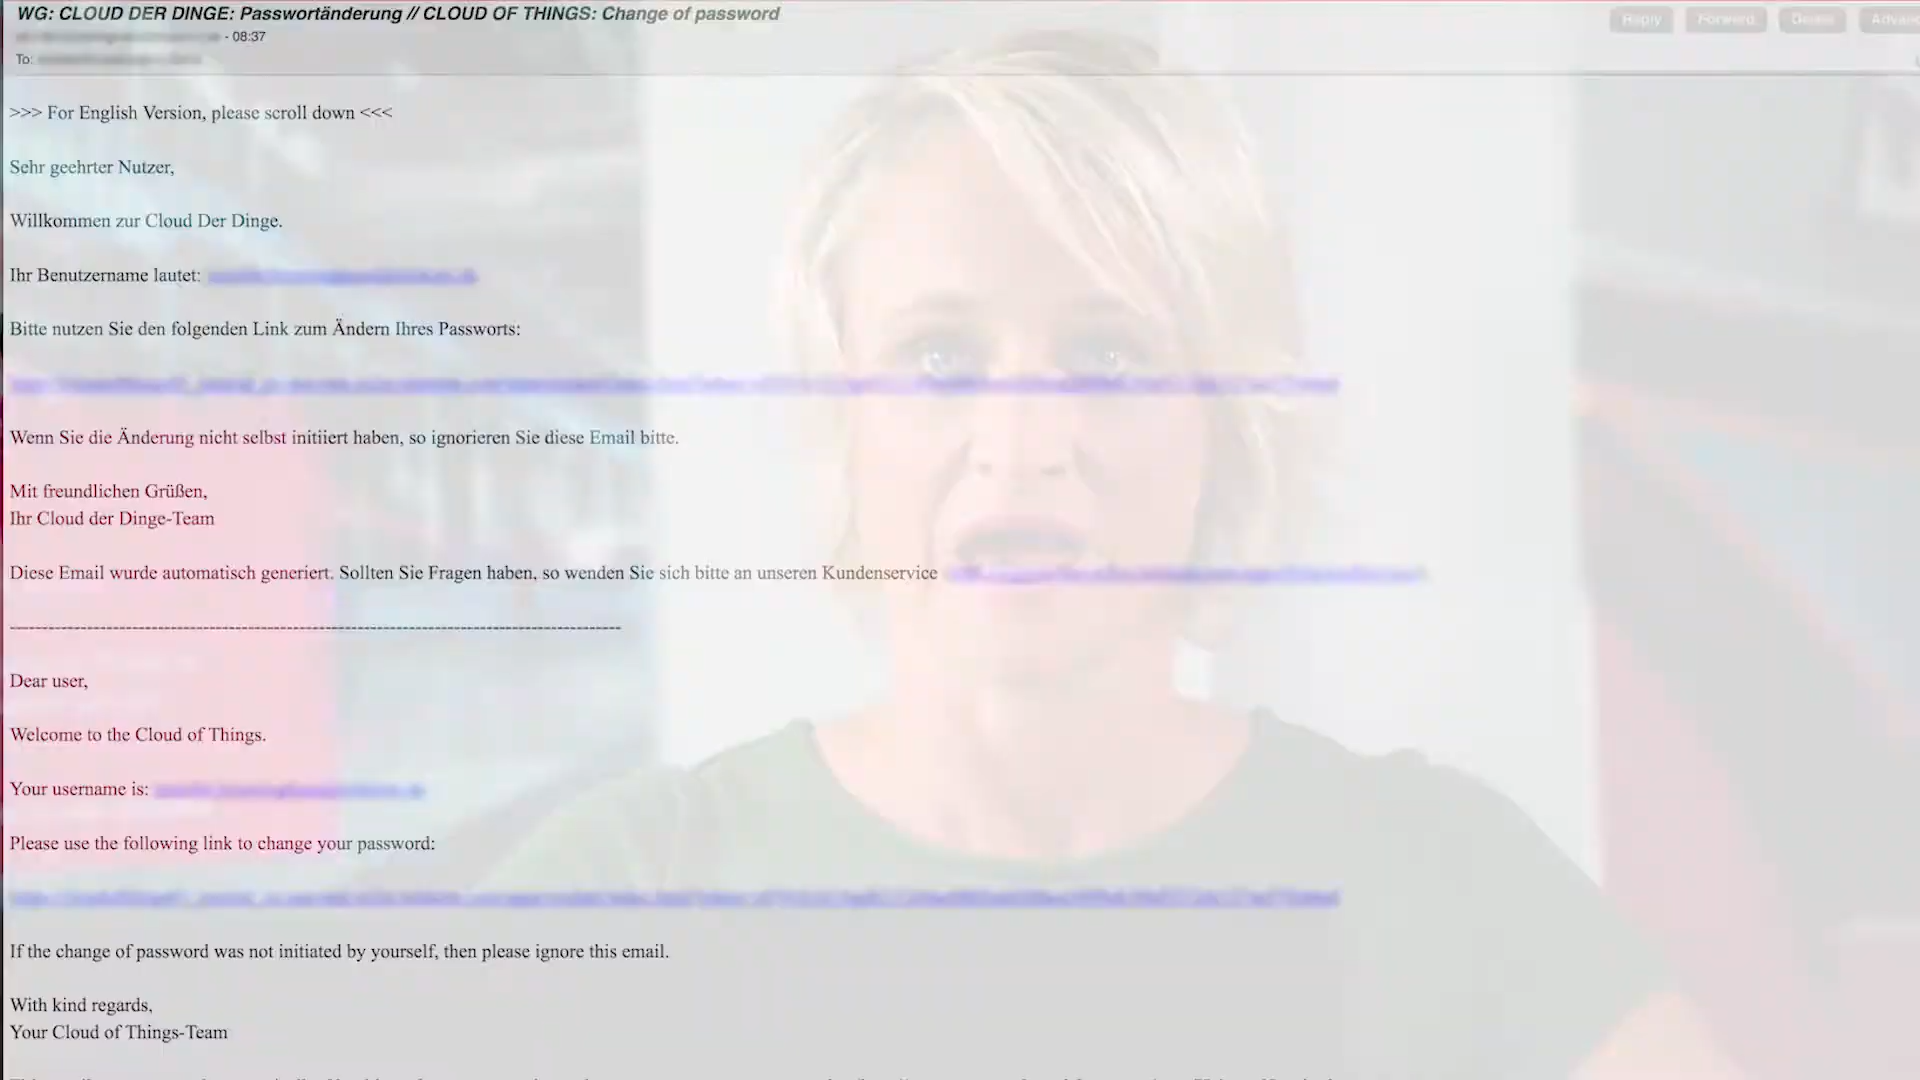 WG: CLOUD DER DINGE: Passwortänderung // CLOUD OF THINGS: Change of password
Reply Forward Delete
- 08:37
To:
>>> For English Version, please scroll down <<<
Sehr geehrter Nutzer,
Willkommen zur Cloud Der Dinge.
Ihr Benutzername lautet:
Bitte nutzen Sie den folgenden Link zum Ändern Ihres Passworts:
Wenn Sie die Änderung nicht selbst initiiert haben, so ignorieren Sie diese Email bitte.
Mit freundlichen Grüßen,
Ihr Cloud der Dinge-Team
Diese Email wurde automatisch generiert. Sollten Sie Fragen haben, so wenden Sie sich bitte an unseren Kundenservice
Dear user,
Welcome to the Cloud of Things.
Your username is:
Please use the following link to change your password:
If the change of password was not initiated by yourself, then please ignore this email.
With kind regards,
Your Cloud of Things-Team